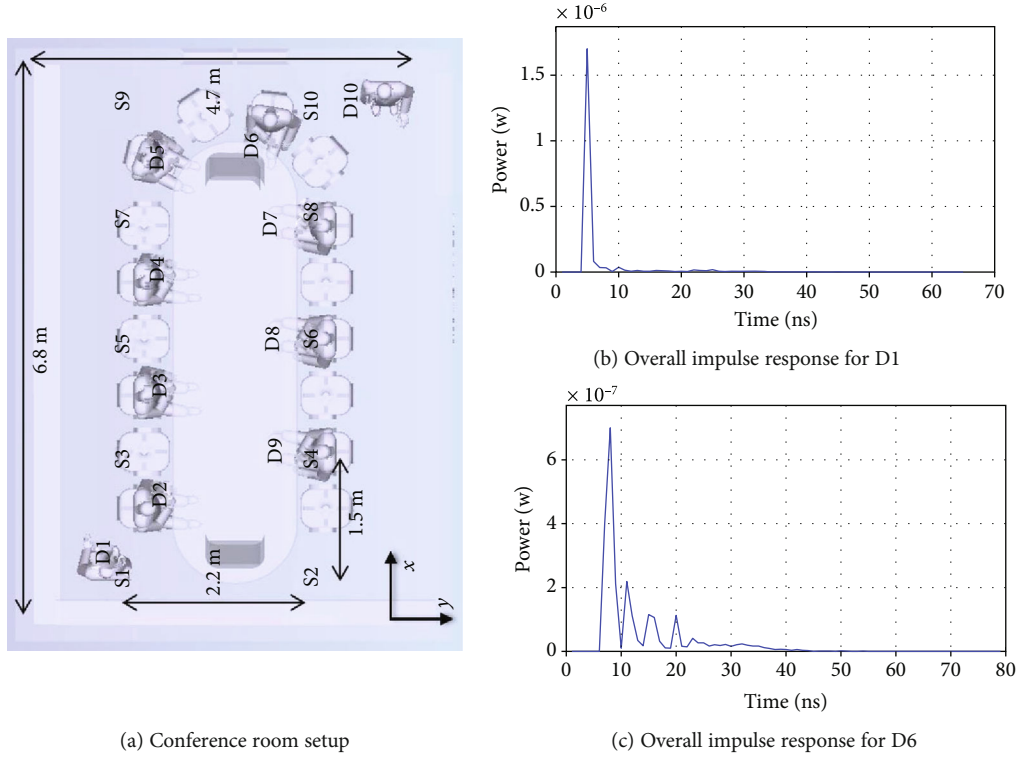 4.7 m
S9
S10
D10
D6
D5
S7
D7
S8
D4
6.8 m
S5
D8
S6
D3
S3
D9
S4
D2
1.5 m
D1
S1
2.2 m
S2
x
y
(a) Conference room setup
× 10–6
1.5
1
0.5
0
Power (w)
0 10 20 30 40 50 60 70
Time (ns)
(b) Overall impulse response for D1
× 10–7
6
4
2
0
Power (w)
0 10 20 30 40 50 60 70 80
Time (ns)
(c) Overall impulse response for D6